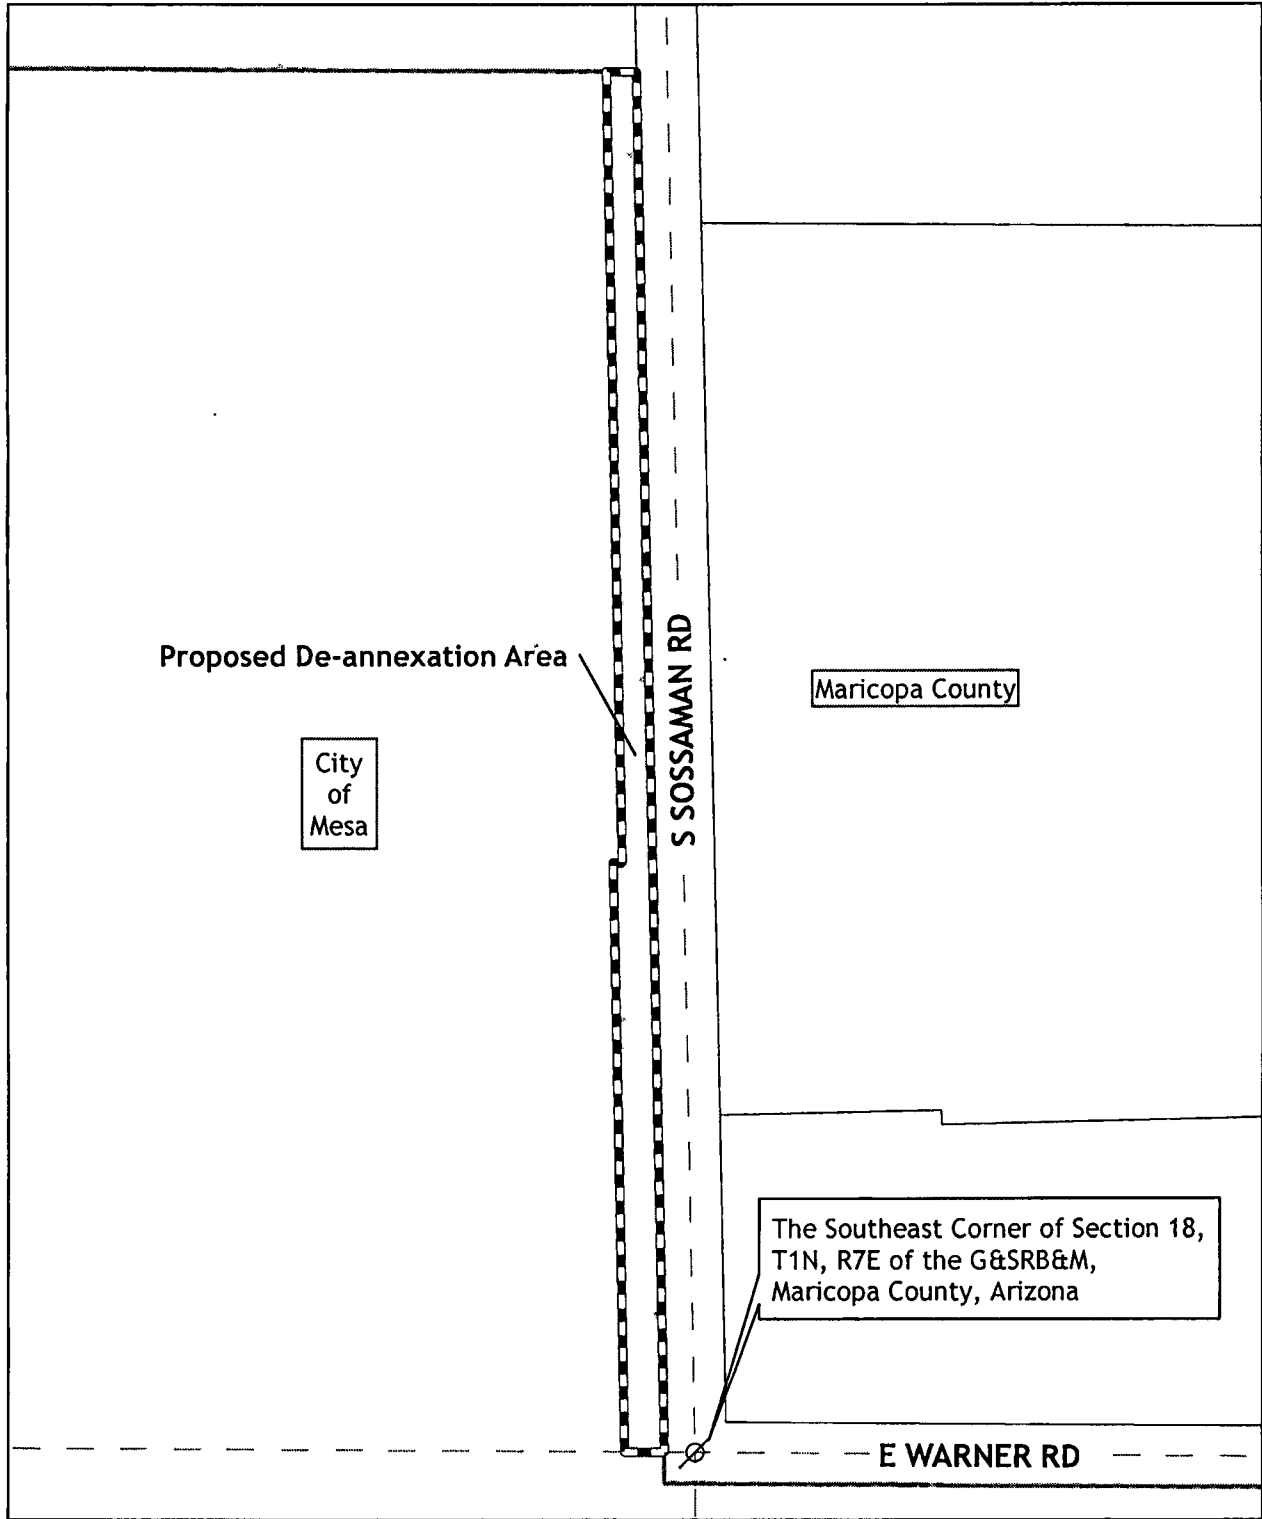 Proposed De-annexation Area
City
of
Mesa
S SOSSAMAN RD
Maricopa County
The Southeast Corner of Section 18,
T1N, R7E of the G&SRB&M,
Maricopa County, Arizona
E WARNER RD